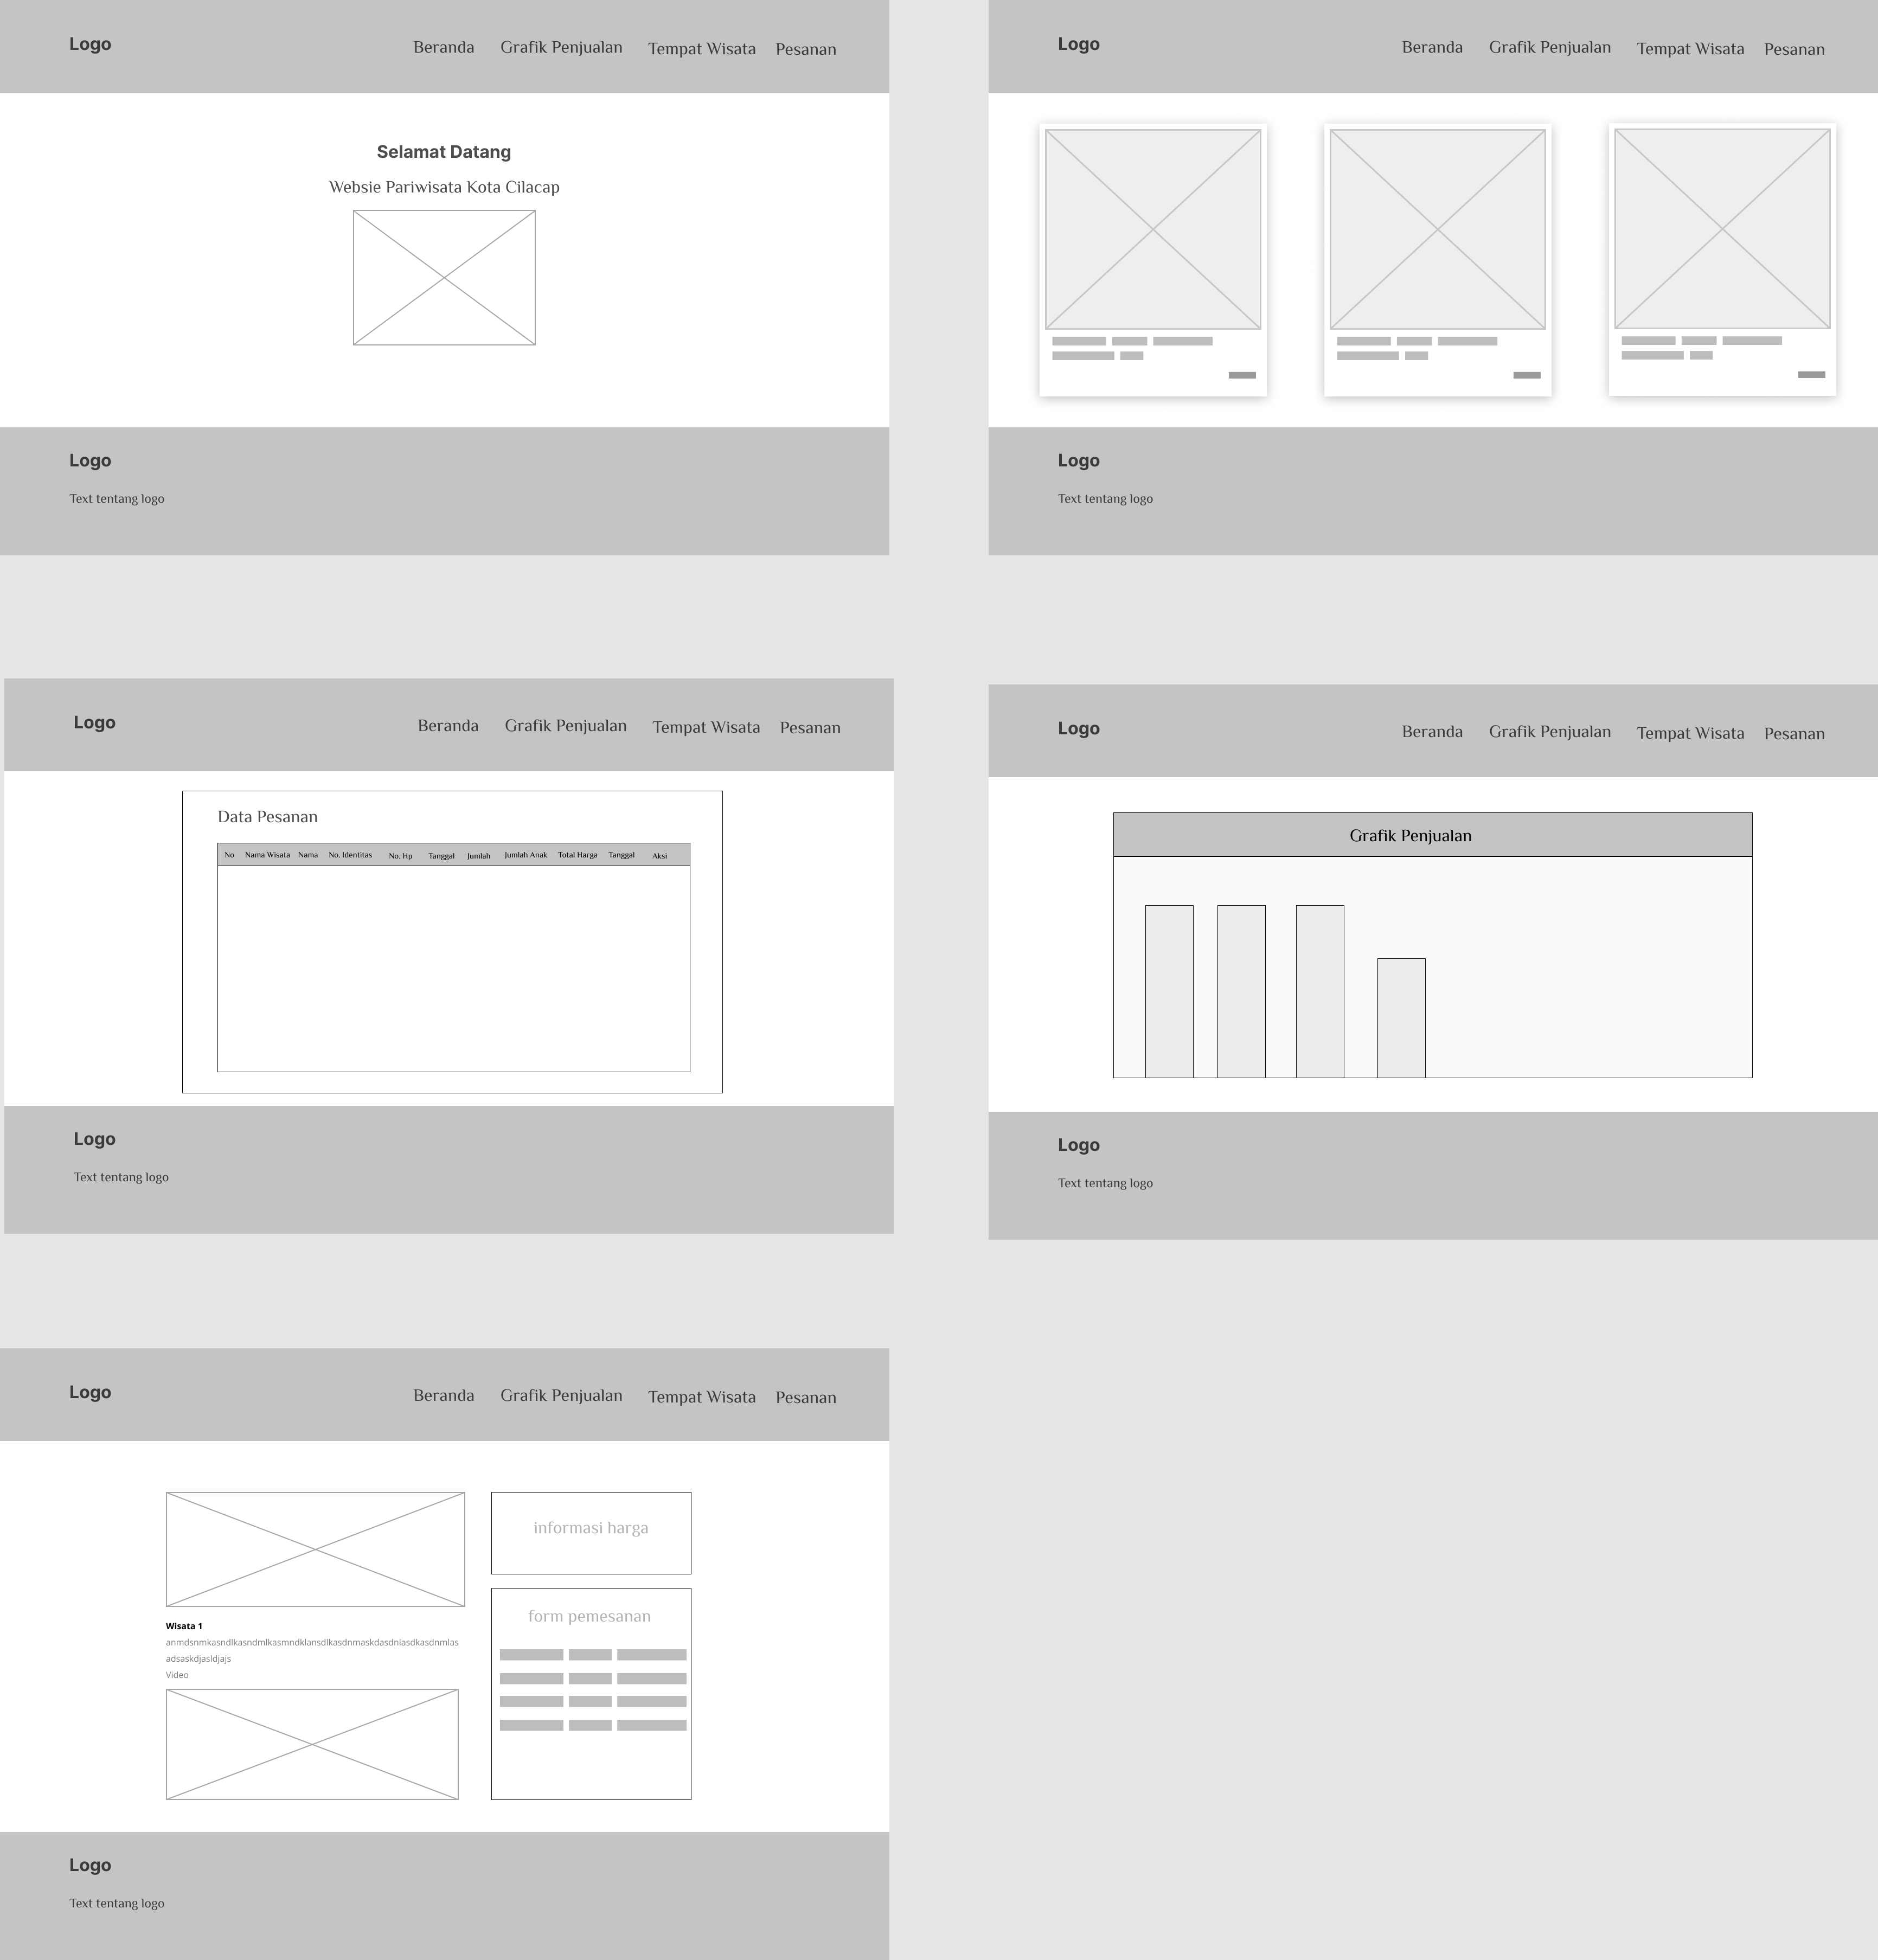 Logo
Beranda Grafik Penjualan Tempat Wisata Pesanan
Selamat Datang
Websie Pariwisata Kota Cilacap
Logo
Text tentang logo
Logo
Beranda Grafik Penjualan Tempat Wisata Pesanan
Logo
Text tentang logo
Logo
Beranda Grafik Penjualan Tempat Wisata Pesanan
Data Pesanan
No Nama Wisata Nama No. Identitas No. Hp Tanggal Jumlah Jumlah Anak Total Harga Tanggal Aksi
Logo
Text tentang logo
Logo
Beranda Grafik Penjualan Tempat Wisata Pesanan
Grafik Penjualan
Logo
Text tentang logo
Logo
Beranda Grafik Penjualan Tempat Wisata Pesanan
Wisata 1
anmdsnmkasndlkasndmlkasmndklansdlkasdnmaskdasdnlasdkasdnmlas
adsaskdjasldjajs
Video
informasi harga
form pemesanan
Logo
Text tentang logo